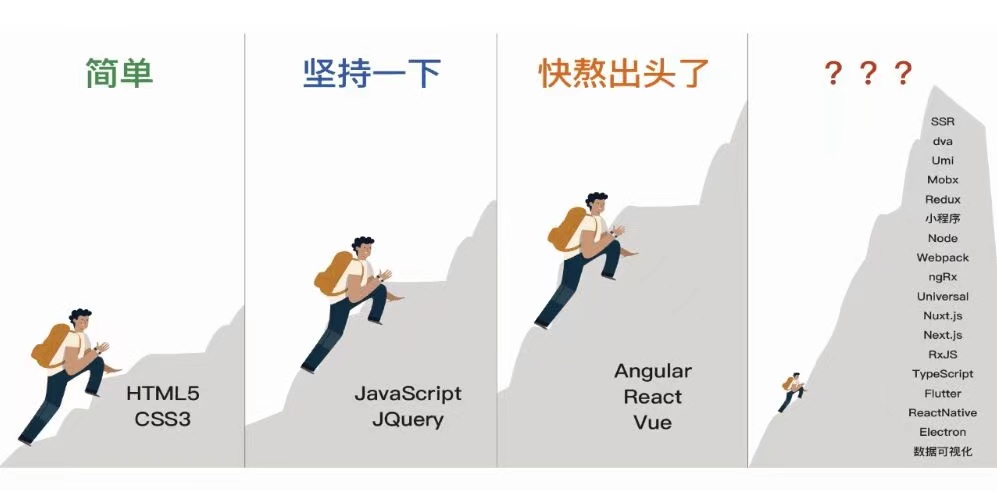 简单
HTML5
CSS3
坚持一下
JavaScript
JQuery
快熬出头了
Angular
React
Vue
？？？
SSR
dva
Umi
Mobx
Redux
小程序
Node
Webpack
ngRx
Universal
Nuxt.js
Next.js
RxJS
TypeScript
Flutter
ReactNative
Electron
数据可视化